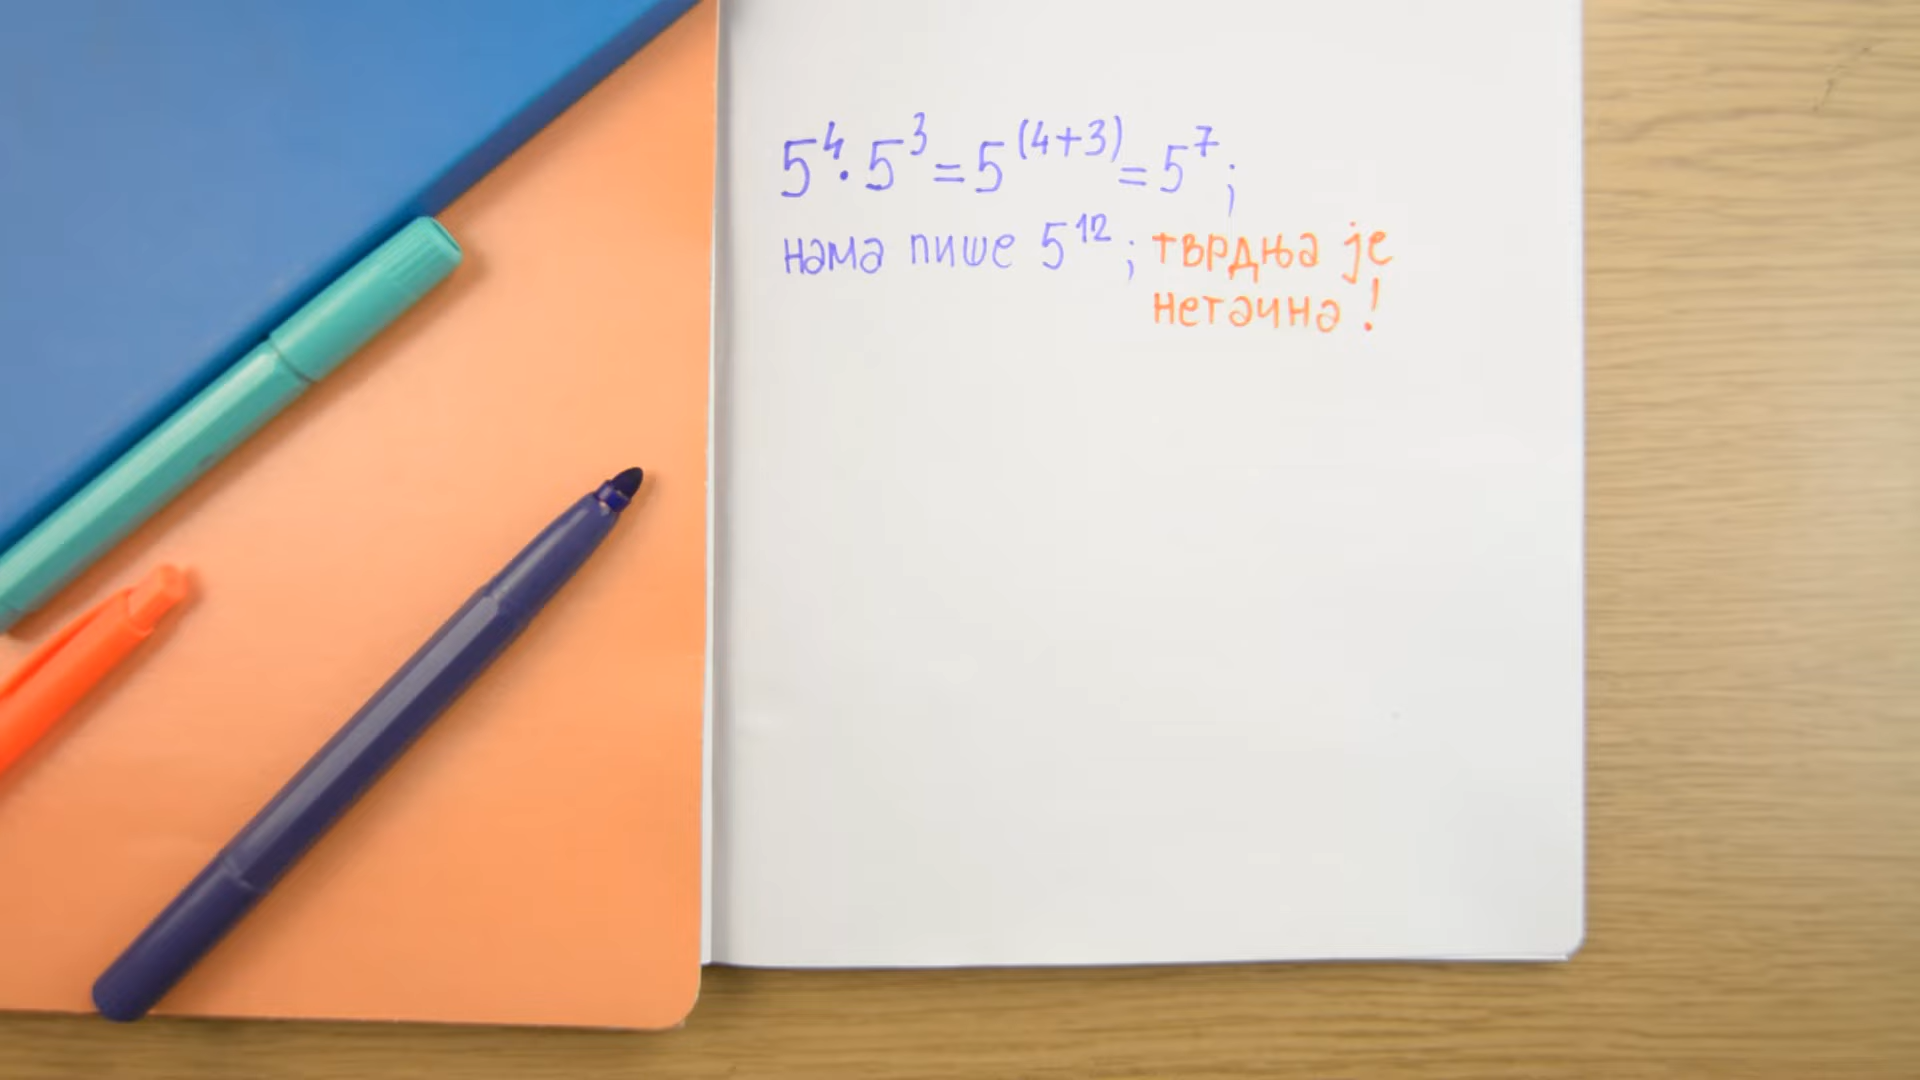 5⁴·5³=5⁽⁴⁺³⁾=5⁷;
нама пише 5¹²; тврдња је
нетачна!